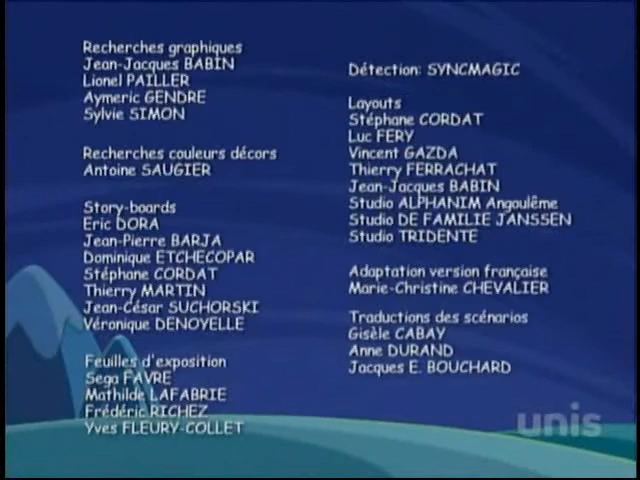 Recherches graphiques
Jean-Jacques BABIN
Lionel PAILLER
Aymeric GENDRE
Sylvie SIMON
Recherches couleurs décors
Antoine SAUGIER
Story-boards
Eric DORA
Jean-Pierre BARJA
Dominique ETCHECOPAR
Stéphane CORDAT
Thierry MARTIN
Jean-César SUCHORSKI
Véronique DENOYELLE
Feuilles d'exposition
Sega FAVRE
Mathilde LAFABRIE
Frédéric RICHEZ
Yves FLEURY-COLLET
Détection: SYNCMAGIC
Layouts
Stéphane CORDAT
Luc FERY
Vincent GAZDA
Thierry FERRACHAT
Jean-Jacques BABIN
Studio ALPHANIM Angoulême
Studio DE FAMILIE JANSSEN
Studio TRIDENTE
Adaptation version française
Marie-Christine CHEVALIER
Traductions des scénarios
Gisèle CABAY
Anne DURAND
Jacques E. BOUCHARD
unis